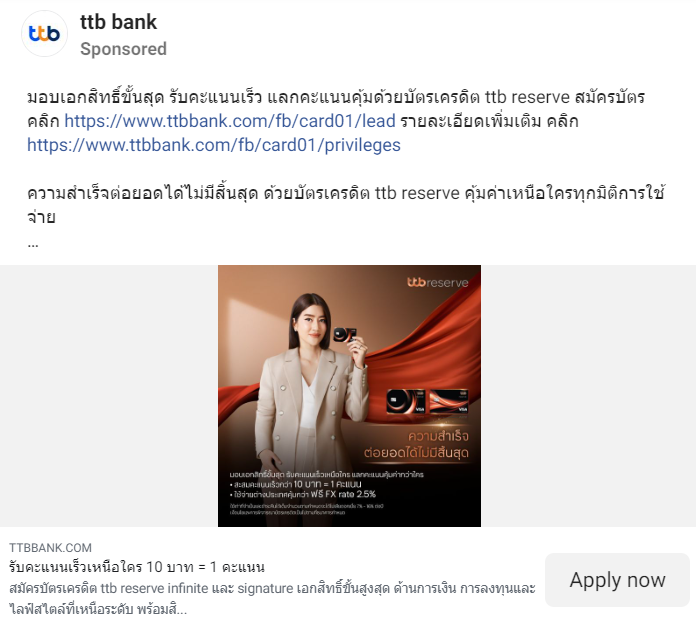 ttb
ttb bank
Sponsored
มอบเอกสิทธิ์ขั้นสุด รับคะแนนเร็ว แลกคะแนนคุ้มด้วยบัตรเครดิต ttb reserve สมัครบัตร
คลิก https://www.ttbbank.com/fb/card01/lead รายละเอียดเพิ่มเติม คลิก
https://www.ttbbank.com/fb/card01/privileges
ความสำเร็จต่อยอดได้ไม่มีสิ้นสุด ด้วยบัตรเครดิต ttb reserve คุ้มค่าเหนือใครทุกมิติการใช้
จ่าย
...
ttb reserve
VISA
VISA
ความสำเร็จ
ต่อยอดได้ไม่มีสิ้นสุด
มอบเอกสิทธิ์ขั้นสุด รับคะแนนเร็วเหนือใคร แลกคะแนนคุ้มค่ากว่าใคร
• สะสมคะแนนเร็วกว่า 10 บาท = 1 คะแนน
• ใช้จ่ายต่างประเทศคุ้มกว่า ฟรี FX rate 2.5%
TTBBANK.COM
รับคะแนนเร็วเหนือใคร 10 บาท = 1 คะแนน
สมัครบัตรเครดิต ttb reserve infinite และ signature เอกสิทธิ์ขั้นสูงสุด ด้านการเงิน การลงทุนและ
ไลฟ์สไตล์ที่เหนือระดับ พร้อมสิ...
Apply now